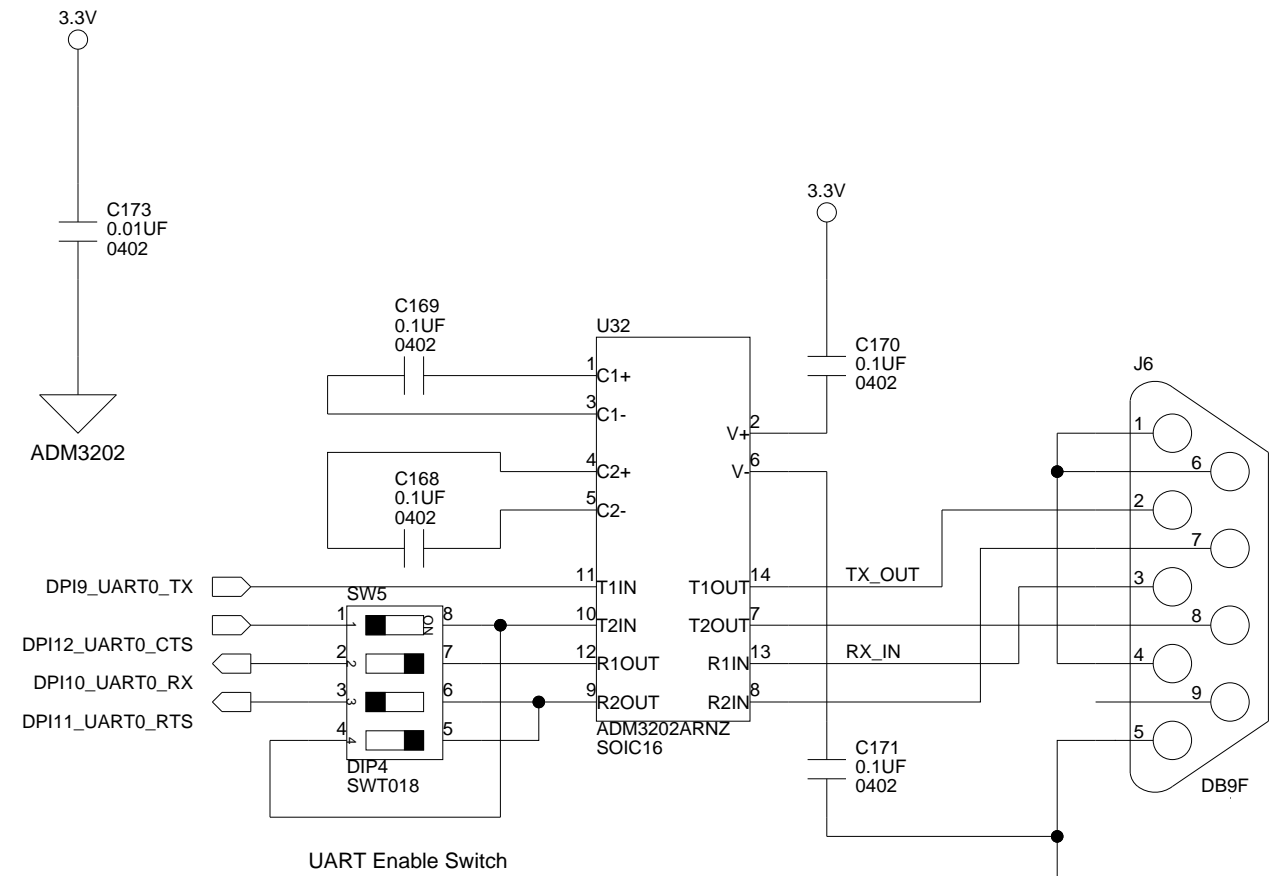 3.3V
C173
0.01UF
0402
ADM3202
3.3V
C169
0.1UF
0402
U32
C170
0.1UF
0402
J6
1
C1+
3
C1-
V+
2
4
C2+
V-
6
C168
0.1UF
0402
5
C2-
1
6
2
7
3
8
4
9
5
DPI9_UART0_TX
11
T1IN
T1OUT
14
TX_OUT
SW5
1
1
ON
8
10
T2IN
T2OUT
7
DPI12_UART0_CTS
2
2
7
12
R1OUT
R1IN
13
RX_IN
DPI10_UART0_RX
3
3
6
9
R2OUT
R2IN
8
DPI11_UART0_RTS
4
4
5
ADM3202ARNZ
SOIC16
DIP4
SWT018
C171
0.1UF
0402
DB9F
UART Enable Switch